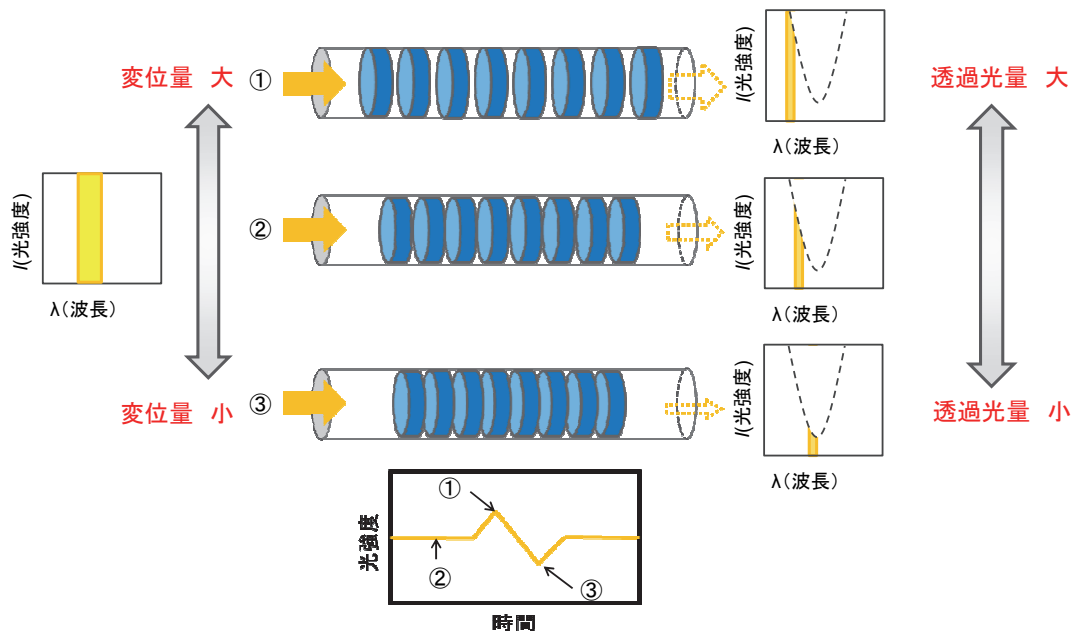 変位量 大
①
I(光強度)
λ(波長)
透過光量 大
I(光強度)
λ(波長)
②
I(光強度)
λ(波長)
変位量 小
③
I(光強度)
λ(波長)
透過光量 小
光強度
①
②
③
時間